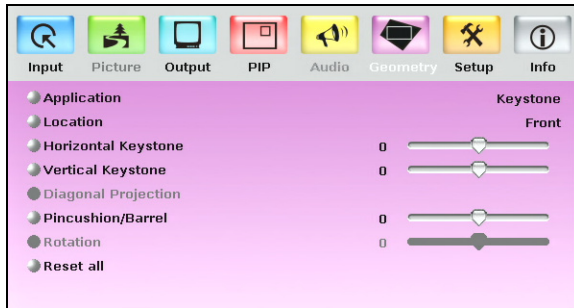 Input Picture Output PIP Audio Geometry Setup Info
Application Keystone
Location Front
Horizontal Keystone 0
Vertical Keystone 0
Diagonal Projection
Pincushion/Barrel 0
Rotation 0
Reset all